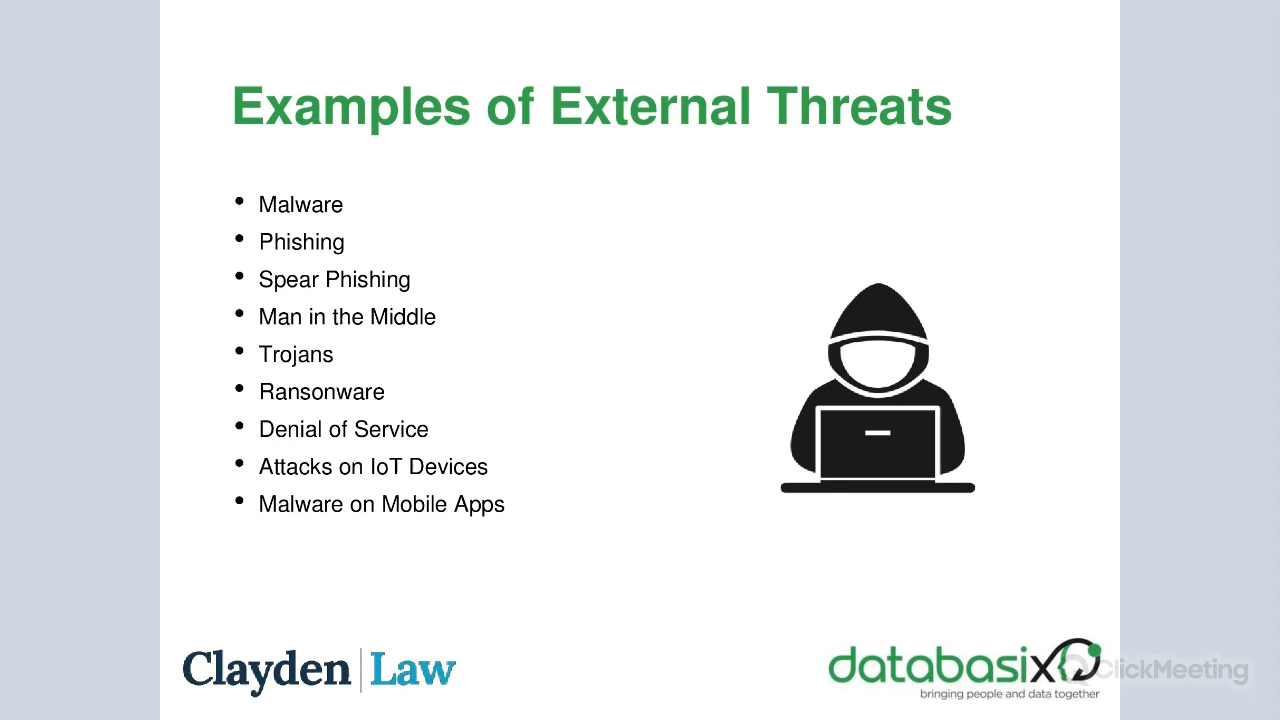 Examples of External Threats
• Malware
• Phishing
• Spear Phishing
• Man in the Middle
• Trojans
• Ransonware
• Denial of Service
• Attacks on IoT Devices
• Malware on Mobile Apps
Clayden Law
databasix
bringing people and data together
ClickMeeting